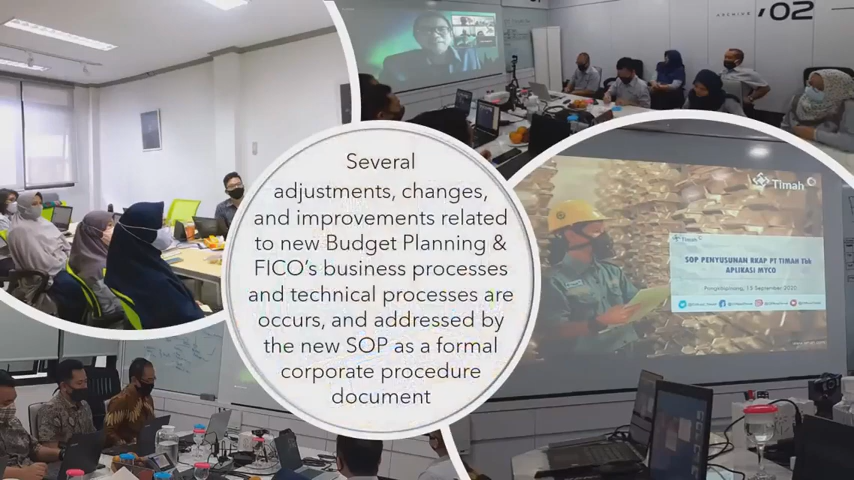 ARCHIVE
'02
Several
adjustments, changes,
and improvements related
to new Budget Planning &
FICO's business processes
and technical processes are
occurs, and addressed by
the new SOP as a formal
corporate procedure
document
Timah
Timah
SOP PENYUSUNAN RKAP PT TIMAH Tbk
APLIKASI MYCO
Pangkalpinang, 15 September 2020